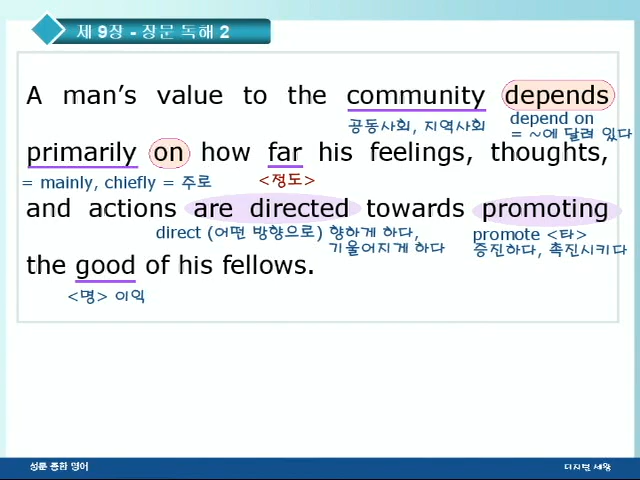 제 9장 - 장문 독해 2
A man's value to the community depends
공동사회, 지역사회
depend on
= ~에 달려 있다
primarily on how far his feelings, thoughts,
= mainly, chiefly = 주로
<정도>
and actions are directed towards promoting
direct (어떤 방향으로) 향하게 하다,
기울어지게 하다
promote <타>
증진하다, 촉진시키다
the good of his fellows.
<명> 이익
성문 종합 영어
디지털 세왕